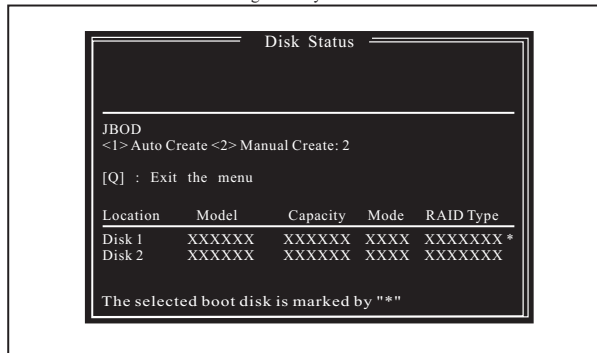 Disk Status
JBOD
<1> Auto Create <2> Manual Create: 2
[Q] : Exit the menu
Location Model Capacity Mode RAID Type
Disk 1 XXXXXX XXXXXX XXXX XXXXXXX *
Disk 2 XXXXXX XXXXXX XXXX XXXXXXX
The selected boot disk is marked by "*"